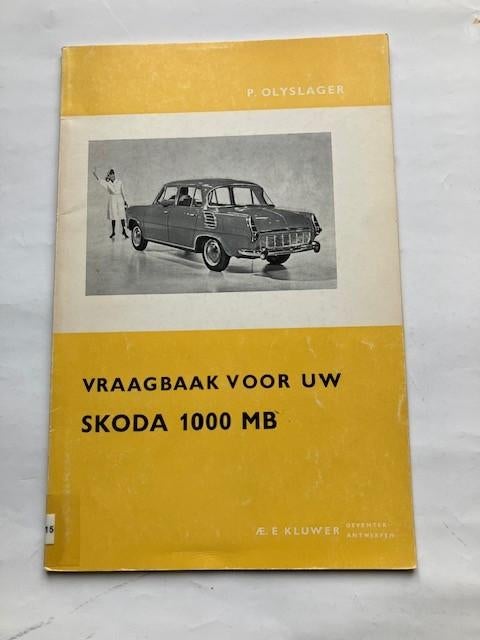 P. OLYSLAGER
VRAAGBAAK VOOR UW
SKODA 1000 MB
15
Æ. E KLUWER DEVENTER-
ANTWERPEN